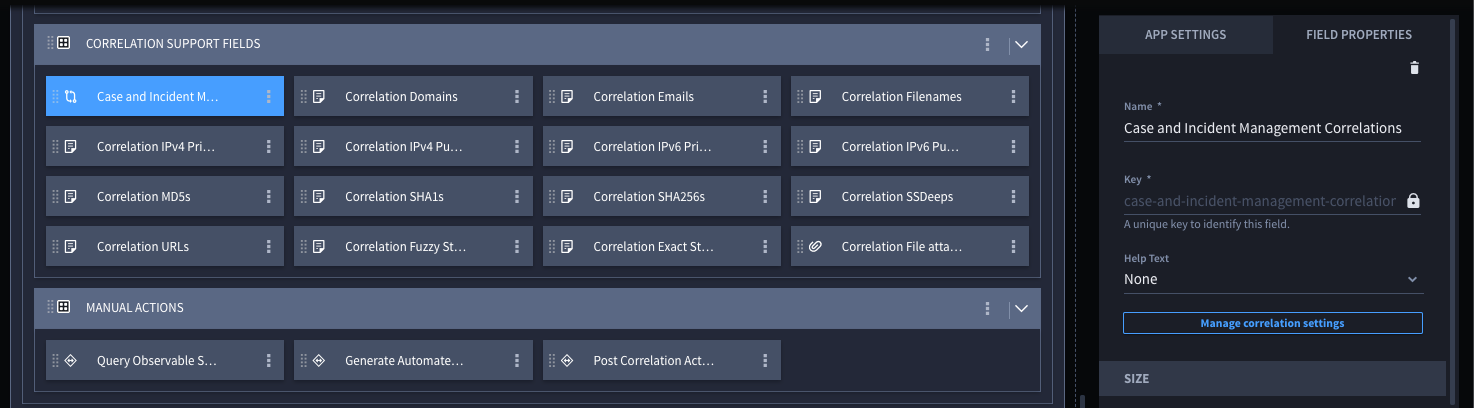 CORRELATION SUPPORT FIELDS
Case and Incident M...
Correlation Domains
Correlation Emails
Correlation Filenames
Correlation IPv4 Pri...
Correlation IPv4 Pu...
Correlation IPv6 Pri...
Correlation IPv6 Pu...
Correlation MD5s
Correlation SHA1s
Correlation SHA256s
Correlation SSDeeps
Correlation URLs
Correlation Fuzzy St...
Correlation Exact St...
Correlation File atta...
MANUAL ACTIONS
Query Observable S...
Generate Automate...
Post Correlation Act...
APP SETTINGS
FIELD PROPERTIES
Name *
Case and Incident Management Correlations
Key *
case-and-incident-management-correlation
A unique key to identify this field.
Help Text
None
Manage correlation settings
SIZE